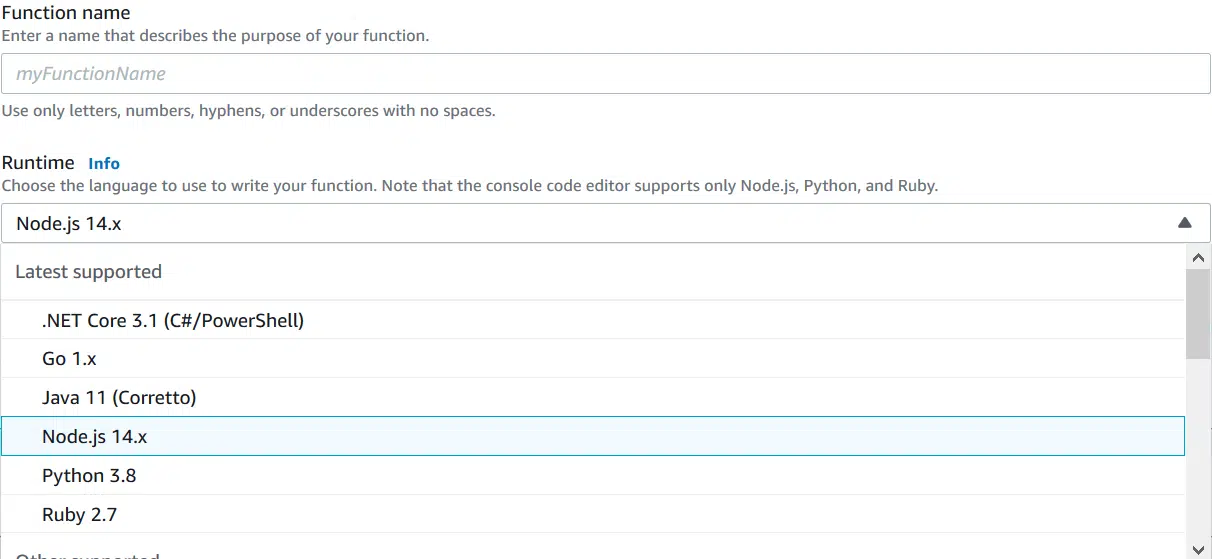 Function name
Enter a name that describes the purpose of your function.
myFunctionName
Use only letters, numbers, hyphens, or underscores with no spaces.
Runtime Info
Choose the language to use to write your function. Note that the console code editor supports only Node.js, Python, and Ruby.
Node.js 14.x
Latest supported
.NET Core 3.1 (C#/PowerShell)
Go 1.x
Java 11 (Corretto)
Node.js 14.x
Python 3.8
Ruby 2.7
Other supported